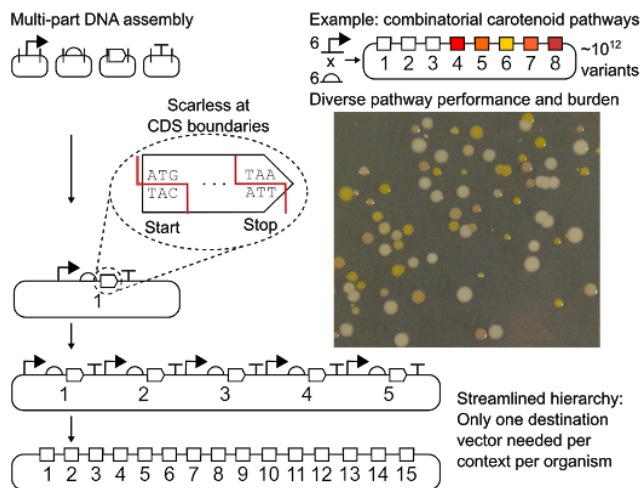 Multi-part DNA assembly
Scarless at
CDS boundaries
ATG
TAC
...
TAA
ATT
Start
Stop
1
1 2 3 4 5
1 2 3 4 5 6 7 8 9 10 11 12 13 14 15
Example: combinatorial carotenoid pathways
6
x
6
1 2 3 4 5 6 7 8
~10¹²
variants
Diverse pathway performance and burden
Streamlined hierarchy:
Only one destination
vector needed per
context per organism